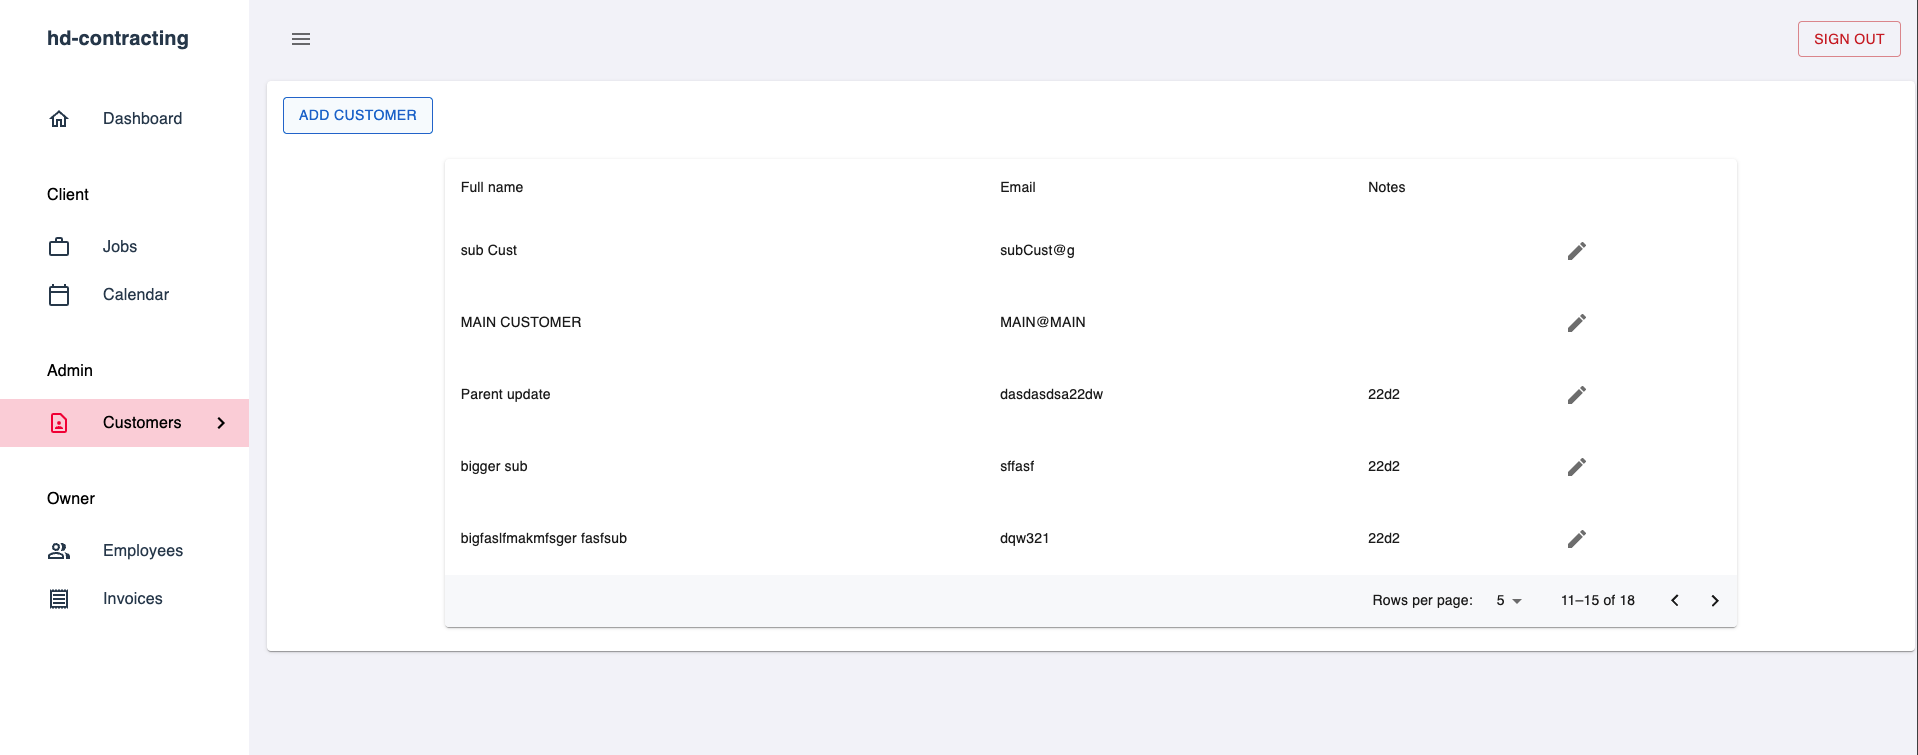 hd-contracting
SIGN OUT
Dashboard
Client
Jobs
Calendar
Admin
Customers
Owner
Employees
Invoices
ADD CUSTOMER
Full name Email Notes
sub Cust subCust@g
MAIN CUSTOMER MAIN@MAIN
Parent update dasdasdsa22dw 22d2
bigger sub sffasf 22d2
bigfaslfmakmfsger fasfsub dqw321 22d2
Rows per page: 5 11–15 of 18